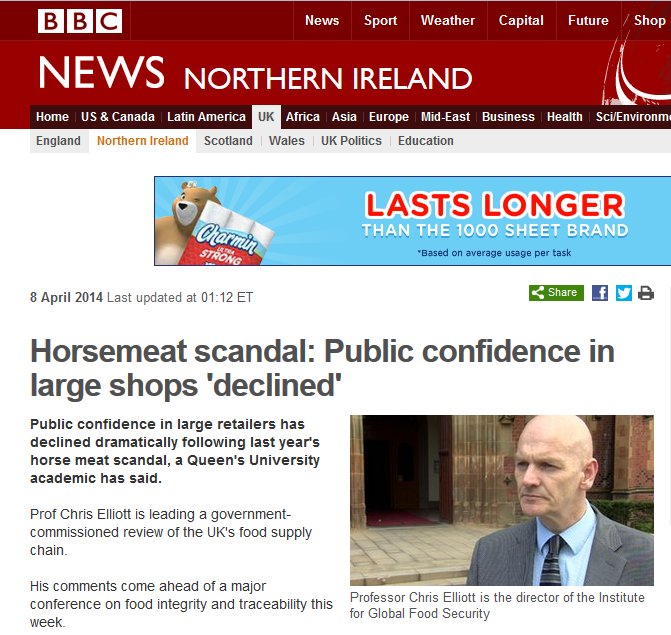 BBC
News Sport Weather Capital Future Shop
NEWS NORTHERN IRELAND
Home US & Canada Latin America UK Africa Asia Europe Mid-East Business Health Sci/Environm
England Northern Ireland Scotland Wales UK Politics Education
Charmin
ULTRA
STRONG
LASTS LONGER
THAN THE 1000 SHEET BRAND
*Based on average usage per task
8 April 2014 Last updated at 01:12 ET
Share
Horsemeat scandal: Public confidence in
large shops 'declined'
Public confidence in large retailers has
declined dramatically following last year's
horse meat scandal, a Queen's University
academic has said.
Prof Chris Elliott is leading a government-
commissioned review of the UK's food supply
chain.
His comments come ahead of a major
conference on food integrity and traceability this
week.
Professor Chris Elliott is the director of the Institute
for Global Food Security